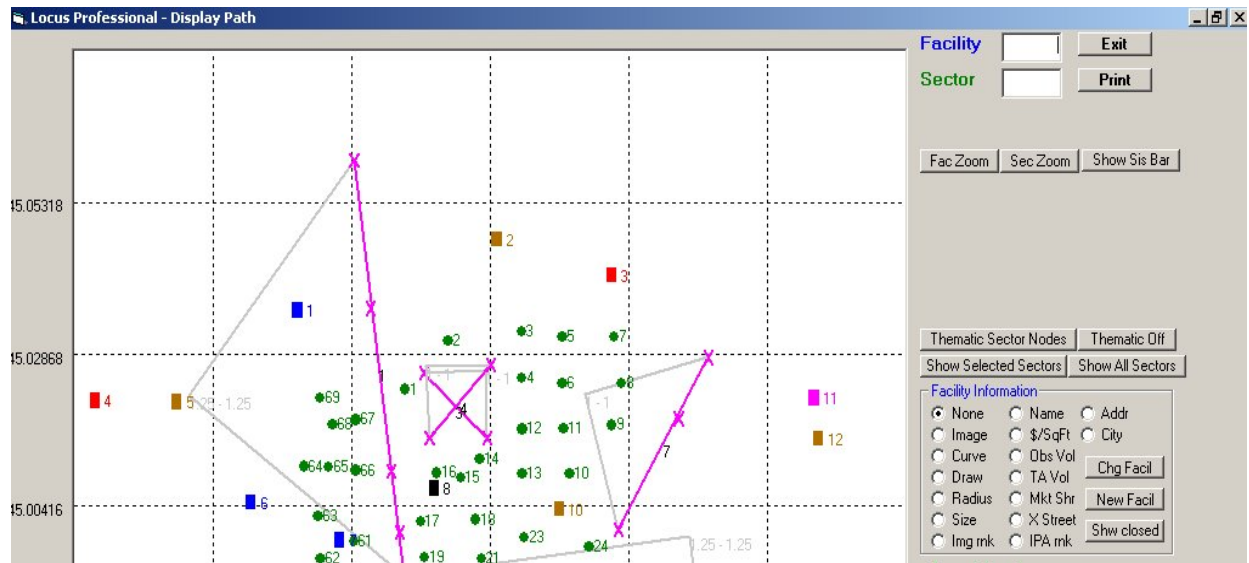 Locus Professional - Display Path
Facility
Exit
Sector
Print
Fac Zoom Sec Zoom Show Sis Bar
45.05318
2
3
1
3
5
7
2
45.02868
Thematic Sector Nodes Thematic Off
Show Selected Sectors Show All Sectors
1
1 - 1
4
6
8
Facility Information
4
5
.25 - 1.25
69
1
3
4
1 - 1
11
None Name Addr
68
67
12
11
9
12
Image $/SqFt City
7
Curve Obs Vol
64
65
66
16
15
14
13
10
Draw TA Vol
Chg Facil
8
Radius Mkt Shr
6
45.00416
63
17
18
10
New Facil
Size X Street
61
23
24
.25 - 1.25
Img rnk IPA rnk
Shw closed
62
19
21